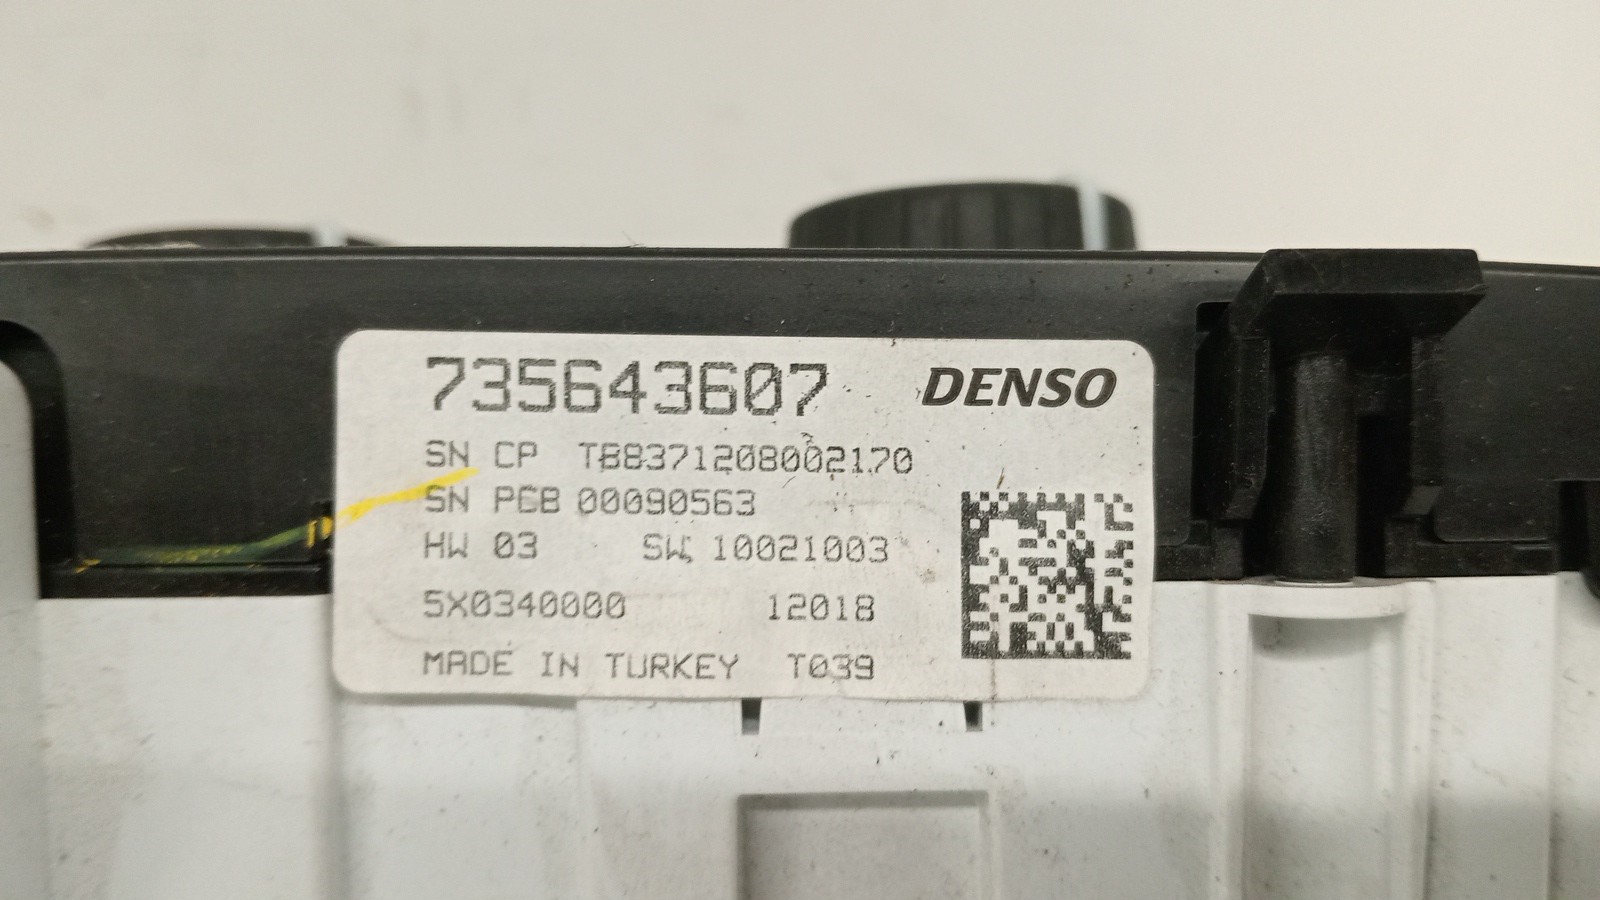 735643607 DENSO
SN CP TB8371208002170
SN PCB 00090563
HW 03 SW 10021003
5X0340000 12018
MADE IN TURKEY T039